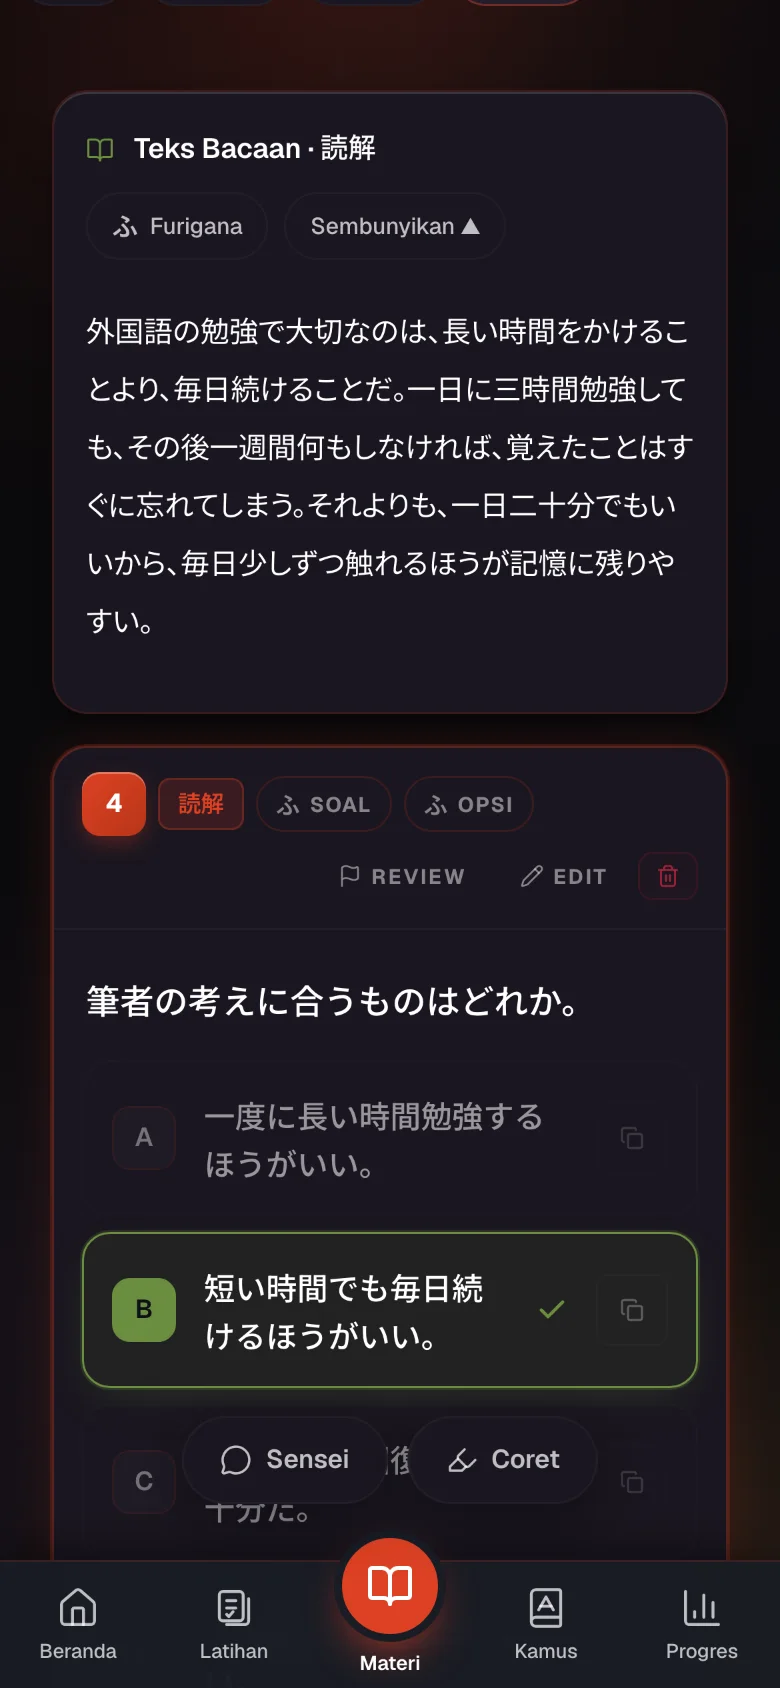 Teks Bacaan · 読解
ふ Furigana
Sembunyikan ▲
外国語の勉強で大切なのは、長い時間をかけるこ
とより、毎日続けることだ。一日に三時間勉強して
も、その後一週間何もしなければ、覚えたことはす
ぐに忘れてしまう。それよりも、一日二十分でもい
いから、毎日少しずつ触れるほうが記憶に残りや
すい。
4
読解
ふ SOAL
ふ OPSI
REVIEW
EDIT
筆者の考えに合うものはどれか。
A
一度に長い時間勉強する
ほうがいい。
B
短い時間でも毎日続
けるほうがいい。
C
Sensei
Coret
十分だ。
Beranda
Latihan
Materi
Kamus
Progres